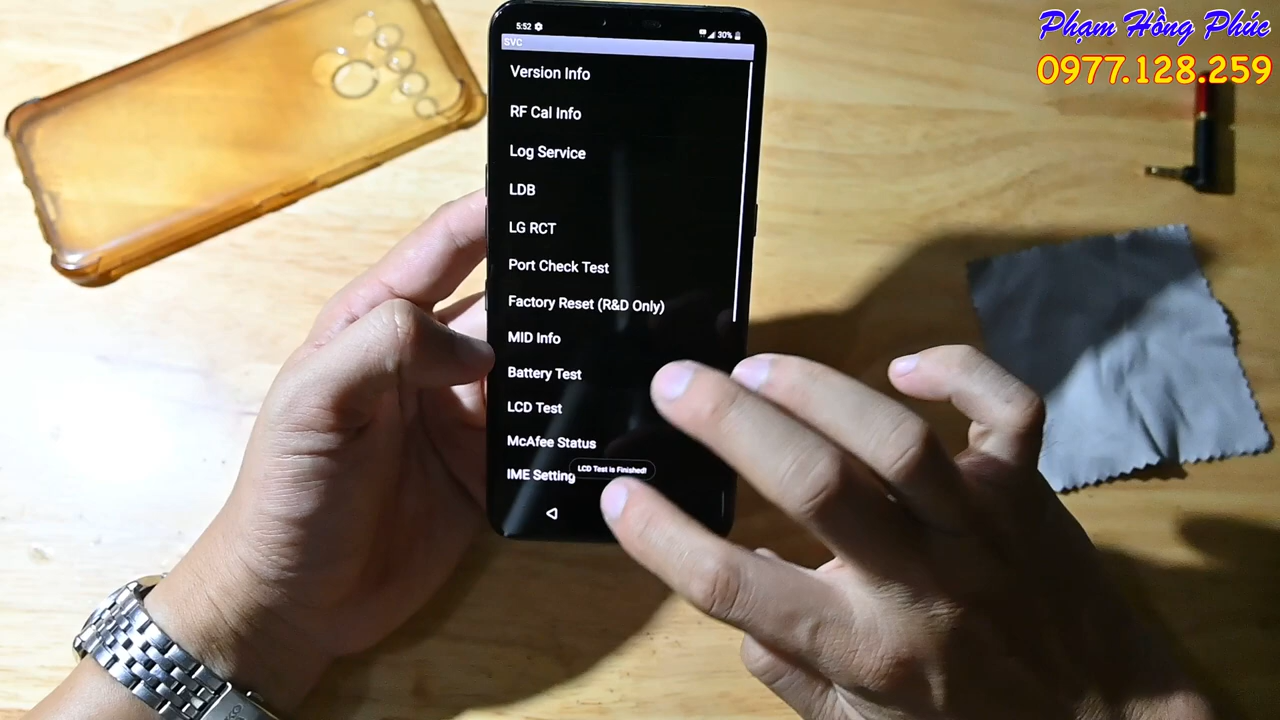 Phạm Hồng Phúc
0977.128.259
5:52
30%
SVC
Version Info
RF Cal Info
Log Service
LDB
LG RCT
Port Check Test
Factory Reset (R&D Only)
MID Info
Battery Test
LCD Test
McAfee Status
LCD Test is Finished!
IME Setting